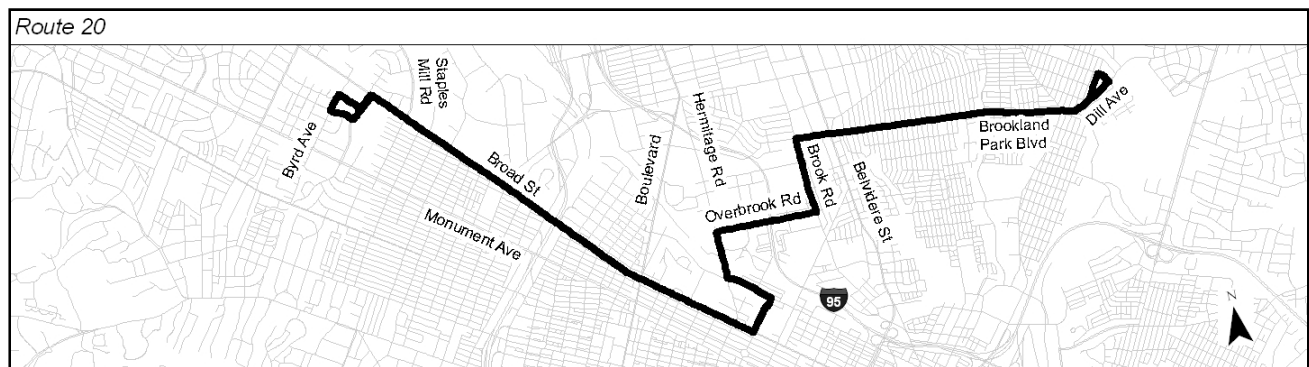 Route 20
Staples
Mill Rd
Byrd Ave
Broad St
Monument Ave
Boulevard
Hermitage Rd
Overbrook Rd
Brook Rd
Belvidere St
Brookland
Park Blvd
Dill Ave
95
N